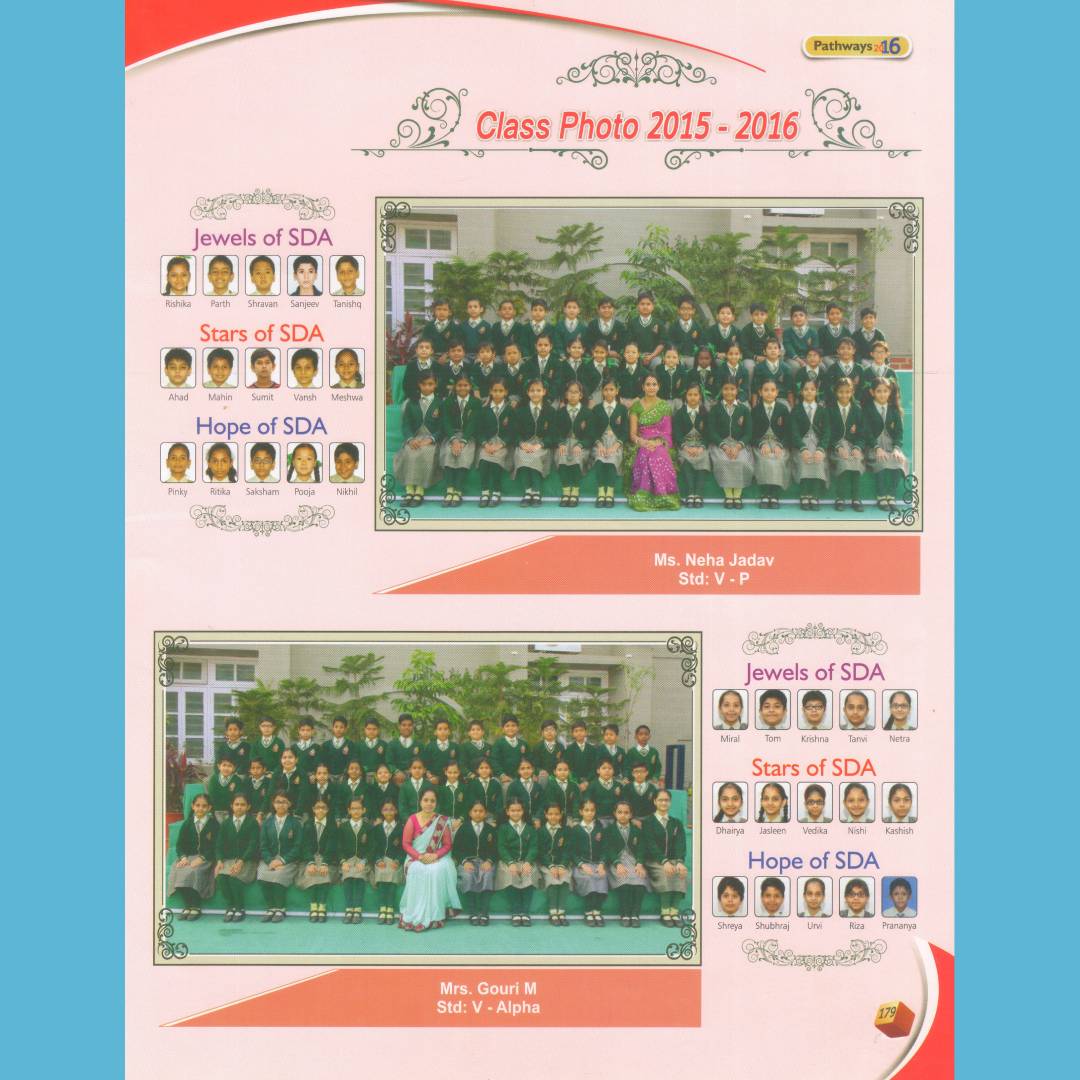 Pathways 2016
Class Photo 2015 - 2016
Jewels of SDA
Rishika Parth Shravan Sanjeev Tanishq
Stars of SDA
Ahad Mahin Sumit Vansh Meshwa
Hope of SDA
Pinky Ritika Saksham Pooja Nikhil
Ms. Neha Jadav
Std: V - P
Jewels of SDA
Miral Tom Krishna Tanvi Netra
Stars of SDA
Dhairya Jasleen Vedika Nishi Kashish
Hope of SDA
Shreya Shubhraj Urvi Riza Prananya
Mrs. Gouri M
Std: V - Alpha
179